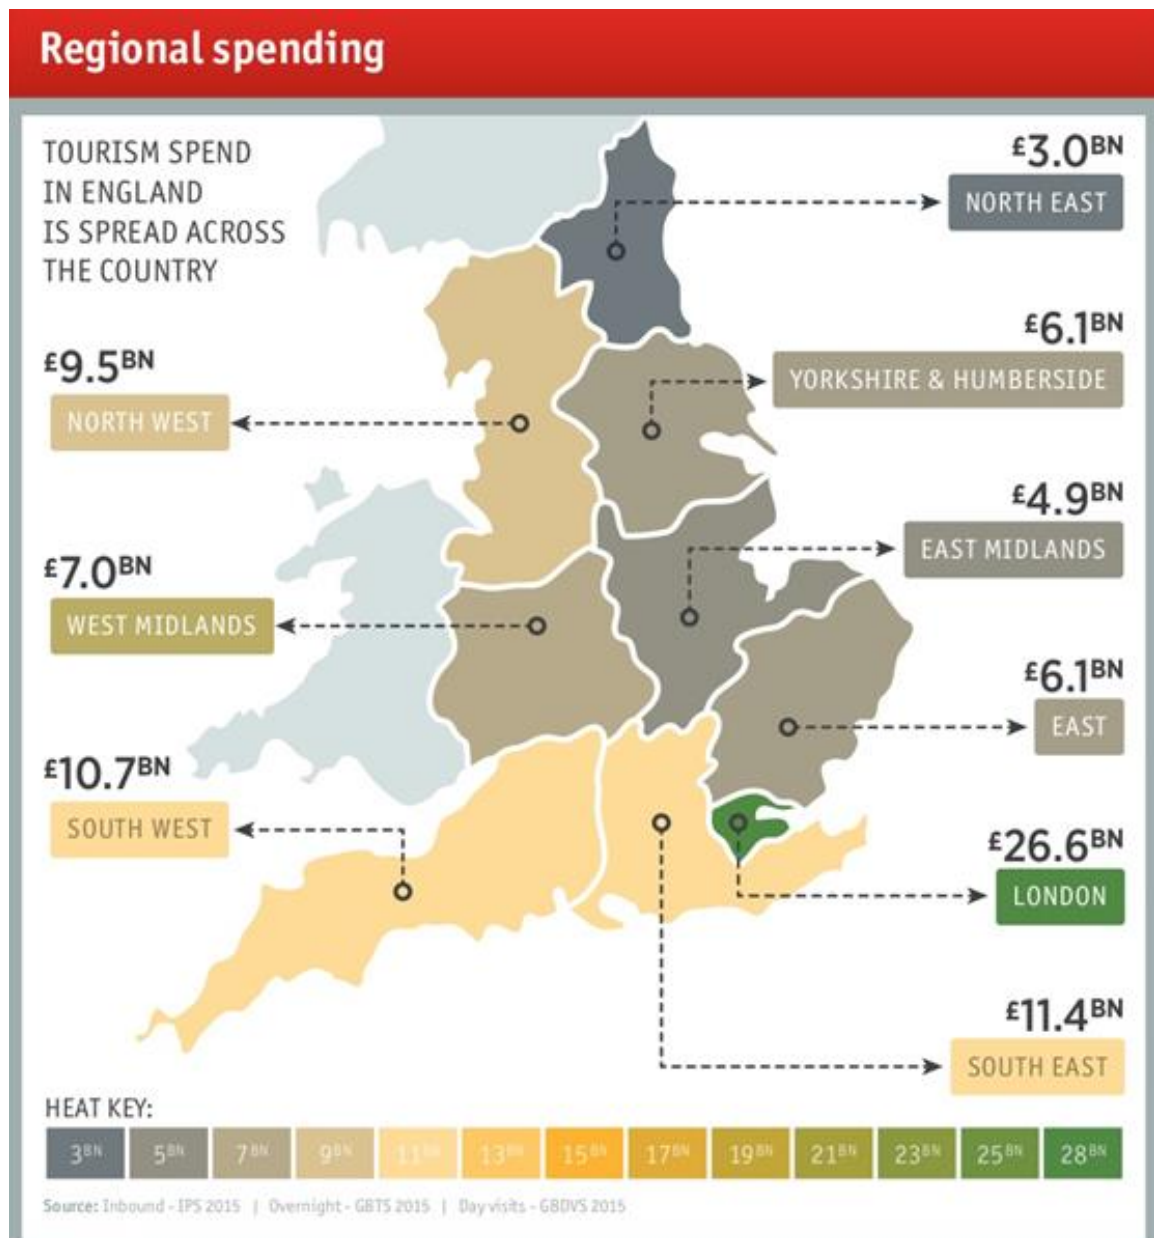 Regional spending
TOURISM SPEND
IN ENGLAND
IS SPREAD ACROSS
THE COUNTRY
£3.0BN
NORTH EAST
£6.1BN
YORKSHIRE & HUMBERSIDE
£9.5BN
NORTH WEST
£4.9BN
EAST MIDLANDS
£7.0BN
WEST MIDLANDS
£6.1BN
EAST
£10.7BN
SOUTH WEST
£26.6BN
LONDON
£11.4BN
SOUTH EAST
HEAT KEY:
3BN 5BN 7BN 9BN 11BN 13BN 15BN 17BN 19BN 21BN 23BN 25BN 28BN
Source: Inbound - IPS 2015 | Overnight - GBTS 2015 | Day visits - GBDVS 2015